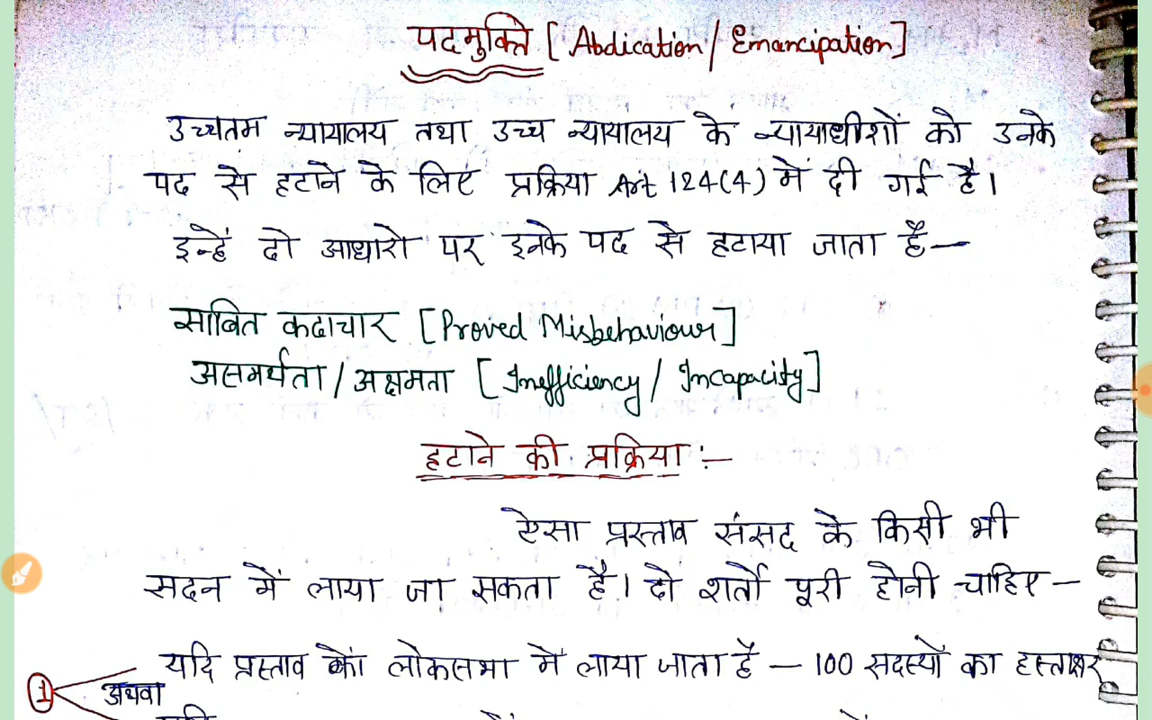 पदमुक्ति [Abdication/Emancipation]
उच्चतम न्यायालय तथा उच्च न्यायालय के न्यायाधीशों को उनके
पद से हटाने के लिए प्रक्रिया Art 124(4) में दी गई है।
इन्हें दो आधारो पर इनके पद से हटाया जाता है—
साबित कदाचार [Proved Misbehaviour]
असमर्थता/अक्षमता [Inefficiency/Incapacity]
हटाने की प्रक्रिया :—
ऐसा प्रस्ताव संसद के किसी भी
सदन में लाया जा सकता है। दो शर्तो पूरी होनी चाहिए —
यदि प्रस्ताव को लोकसभा में लाया जाता है — 100 सदस्यों का हस्ताक्षर
1 अथवा